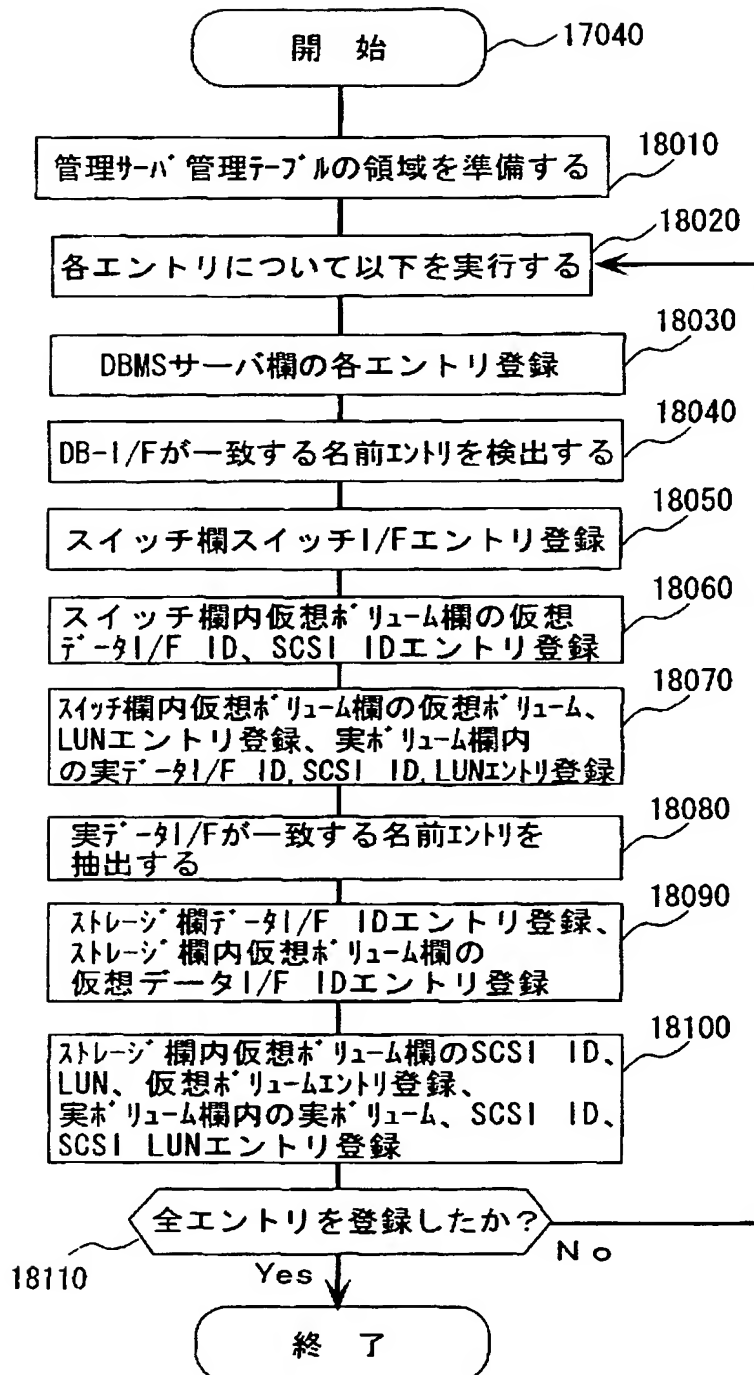 開 始
17040
管理ｻｰﾊﾞ管理ﾃｰﾌﾞﾙの領域を準備する
18010
各エントリについて以下を実行する
18020
DBMSサーバ欄の各エントリ登録
18030
DB-I/Fが一致する名前ｴﾝﾄﾘを検出する
18040
スイッチ欄スイッチI/Fエントリ登録
18050
スイッチ欄内仮想ﾎﾞリューム欄の仮想
ﾃﾞｰﾀI/F ID、SCSI IDエントリ登録
18060
ｽｲｯﾁ欄内仮想ﾎﾞﾘｭｰﾑ欄の仮想ﾎﾞﾘｭｰﾑ、
LUNエントリ登録、実ﾎﾞﾘｭｰﾑ欄内
の実ﾃﾞｰﾀI/F ID,SCSI ID,LUNｴﾝﾄﾘ登録
18070
実ﾃﾞｰﾀI/Fが一致する名前ｴﾝﾄﾘを
抽出する
18080
ｽﾄﾚｰｼﾞ欄ﾃﾞｰﾀI/F IDエントリ登録、
ｽﾄﾚｰｼﾞ欄内仮想ﾎﾞﾘｭｰﾑ欄の
仮想データI/F IDエントリ登録
18090
ｽﾄﾚｰｼﾞ欄内仮想ﾎﾞﾘｭｰﾑ欄のSCSI ID、
LUN、仮想ﾎﾞﾘｭｰﾑｴﾝﾄﾘ登録、
実ﾎﾞﾘｭｰﾑ欄内の実ﾎﾞﾘｭｰﾑ、SCSI ID、
SCSI LUNエントリ登録
18100
全エントリを登録したか？
No
18110
Yes
終 了